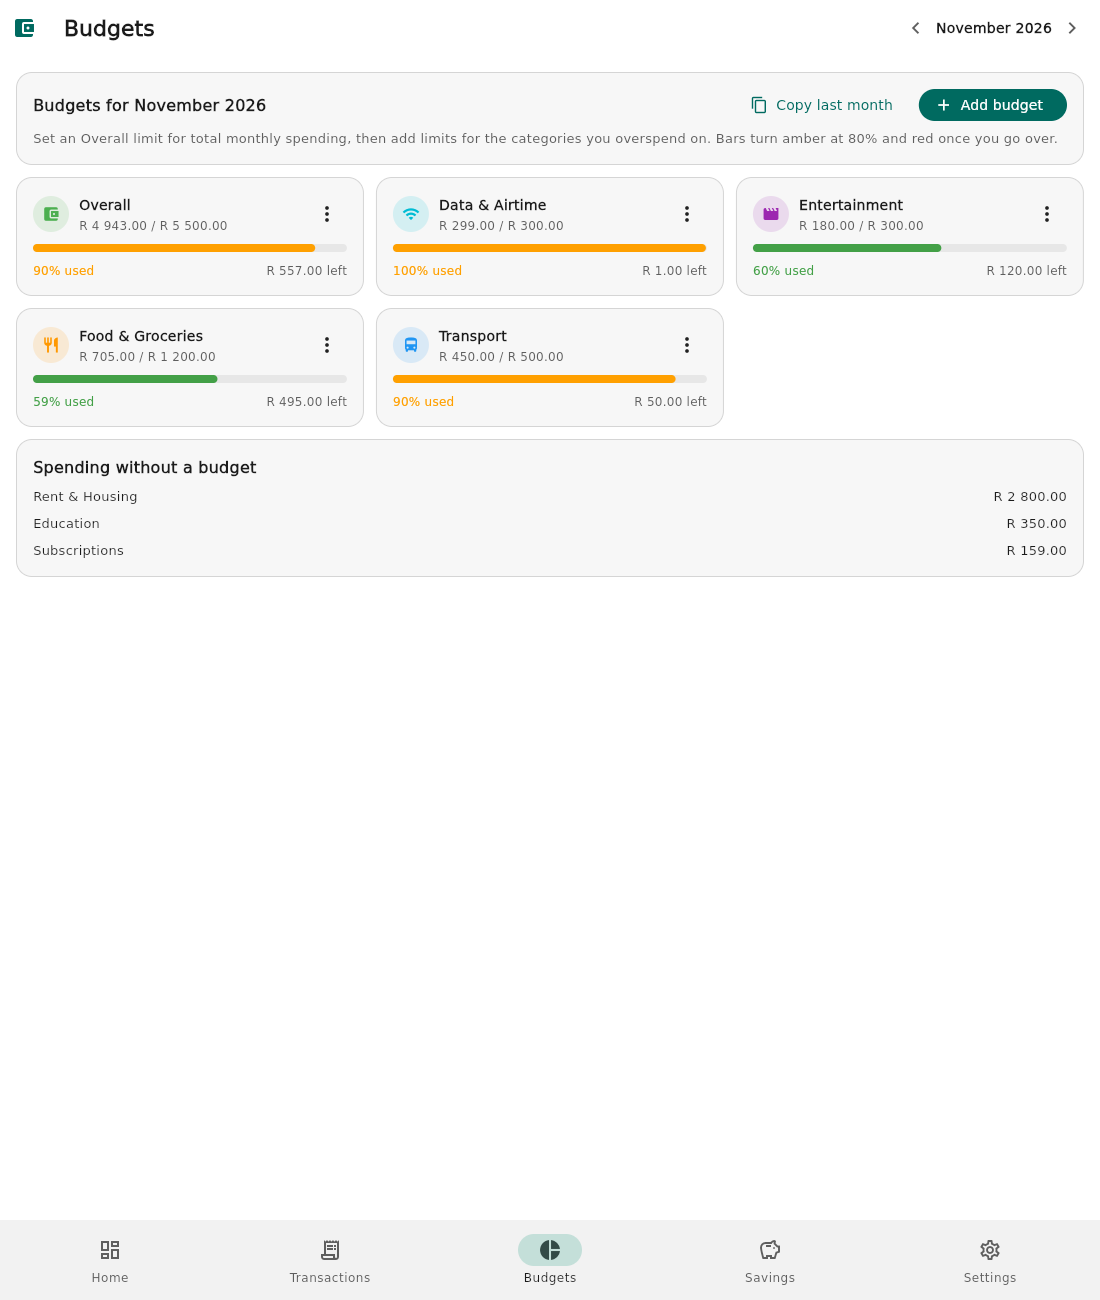 Budgets
November 2026
Budgets for November 2026
Copy last month
Add budget
Set an Overall limit for total monthly spending, then add limits for the categories you overspend on. Bars turn amber at 80% and red once you go over.
Overall
R 4 943.00 / R 5 500.00
90% used
R 557.00 left
Data & Airtime
R 299.00 / R 300.00
100% used
R 1.00 left
Entertainment
R 180.00 / R 300.00
60% used
R 120.00 left
Food & Groceries
R 705.00 / R 1 200.00
59% used
R 495.00 left
Transport
R 450.00 / R 500.00
90% used
R 50.00 left
Spending without a budget
Rent & Housing
R 2 800.00
Education
R 350.00
Subscriptions
R 159.00
Home
Transactions
Budgets
Savings
Settings